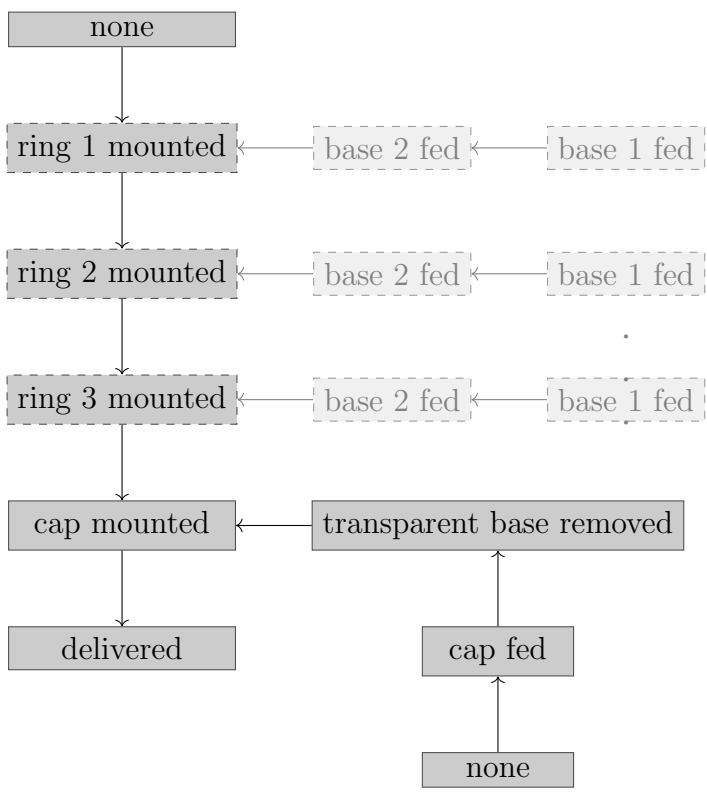 none
ring 1 mounted
base 2 fed
base 1 fed
ring 2 mounted
base 2 fed
base 1 fed
ring 3 mounted
base 2 fed
base 1 fed
cap mounted
transparent base removed
delivered
cap fed
none